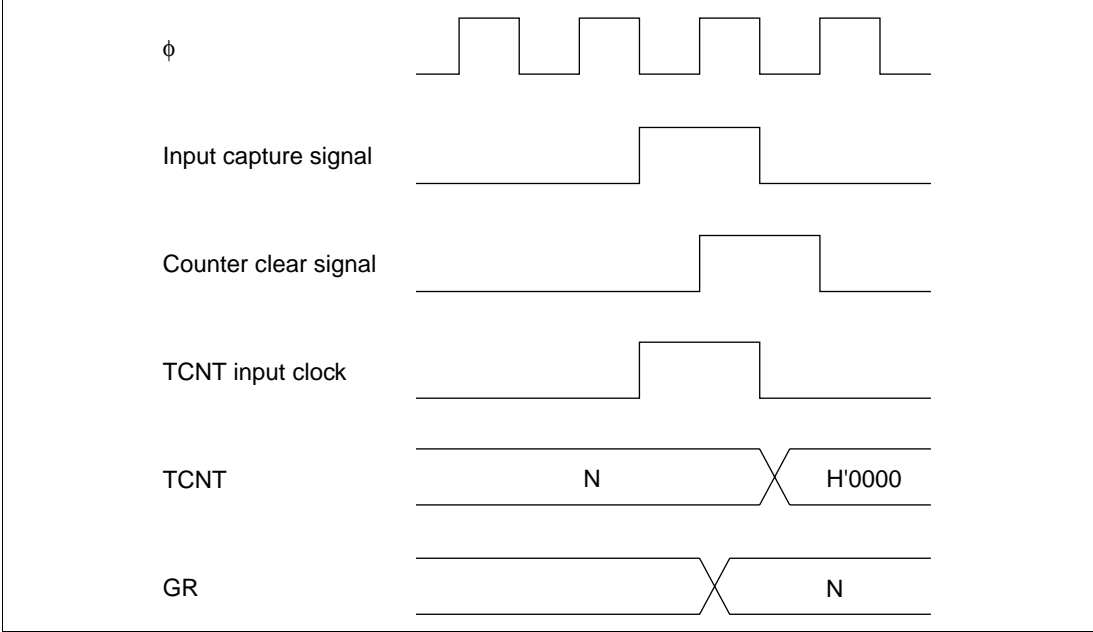 ϕ
Input capture signal
Counter clear signal
TCNT input clock
TCNT N H'0000
GR N